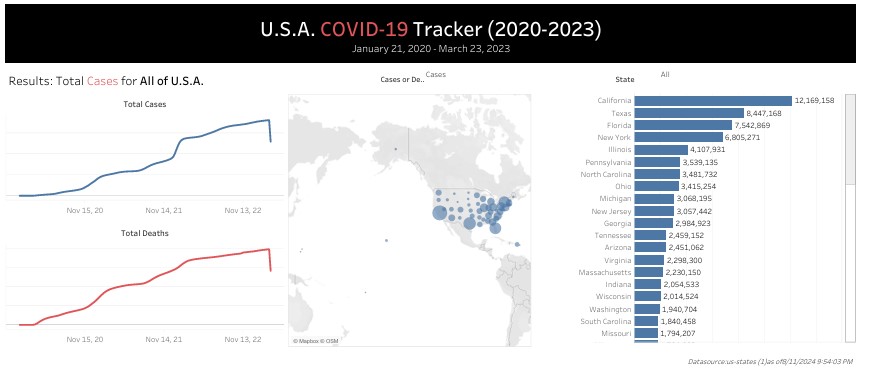 U.S.A. COVID-19 Tracker (2020-2023)
January 21, 2020 - March 23, 2023
Results: Total Cases for All of U.S.A.
Total Cases
Nov 15, 20 Nov 14, 21 Nov 13, 22
Total Deaths
Nov 15, 20 Nov 14, 21 Nov 13, 22
Cases or De.. Cases
© Mapbox © OSM
State All
California 12,169,158
Texas 8,447,168
Florida 7,542,869
New York 6,805,271
Illinois 4,107,931
Pennsylvania 3,539,135
North Carolina 3,481,732
Ohio 3,415,254
Michigan 3,068,195
New Jersey 3,057,442
Georgia 2,984,923
Tennessee 2,459,152
Arizona 2,451,062
Virginia 2,298,300
Massachusetts 2,230,150
Indiana 2,054,533
Wisconsin 2,014,524
Washington 1,940,704
South Carolina 1,840,458
Missouri 1,794,207
Datasource:us-states (1)as of8/11/2024 9:54:03 PM